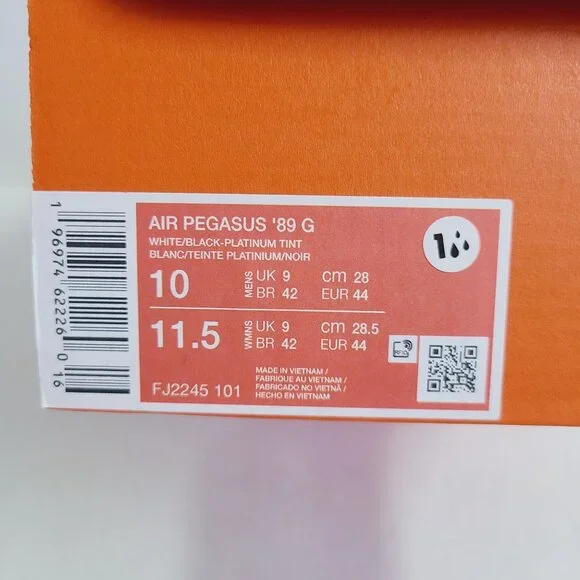 AIR PEGASUS '89 G
WHITE/BLACK-PLATINUM TINT
BLANC/TEINTE PLATINIUM/NOIR
10 MENS UK 9 cm 28
BR 42 EUR 44
11.5 WMNS UK 9 cm 28.5
BR 42 EUR 44
RFID
MADE IN VIETNAM /
FABRIQUE AU VIETNAM /
FABRICADO NO VIETNÃ /
HECHO EN VIETNAM
FJ2245 101
1 96974 62226 0 16